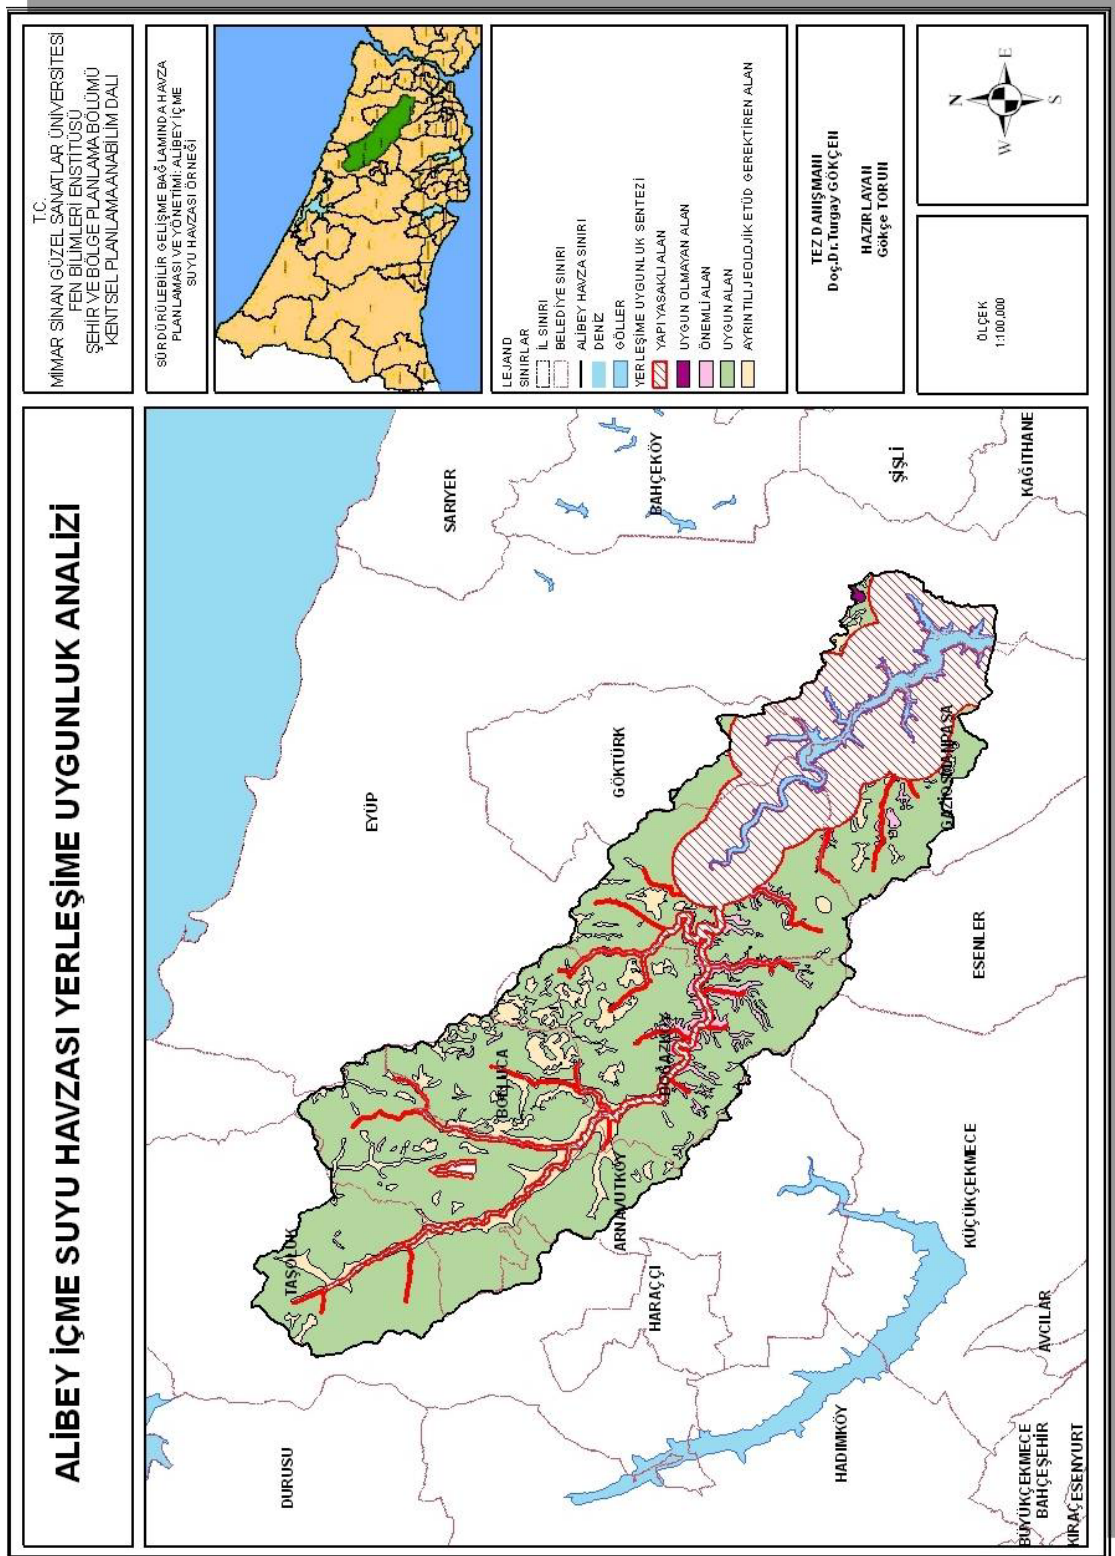 ALİBEY İÇME SUYU HAVZASI YERLEŞİME UYGUNLUK ANALİZİ
T.C.
MİMAR SİNAN GÜZEL SANATLAR ÜNİVERSİTESİ
FEN BİLİMLERİ ENSTİTÜSÜ
ŞEHİR VE BÖLGE PLANLAMA BÖLÜMÜ
KENTSEL PLANLAMA ANABİLİM DALI
SÜRDÜRÜLEBİLİR GELİŞME BAĞLAMINDA HAVZA
PLANLAMASI VE YÖNETİMİ: ALİBEY İÇME
SUYU HAVZASI ÖRNEĞİ
LEJAND
SINIRLAR
İL SINIRI
BELEDİYE SINIRI
ALİBEY HAVZA SINIRI
DENİZ
GÖLLER
YERLEŞİME UYGUNLUK SENTEZİ
YAPI YASAKLI ALAN
UYGUN OLMAYAN ALAN
ÖNEMLİ ALAN
UYGUN ALAN
AYRINTILI JEOLOJİK ETÜD GEREKTİREN ALAN
TEZ DANIŞMANI
Doç.Dr. Turgay GÖKÇEN
HAZIRLAYAN
Gökçe TORUN
ÖLÇEK
1:100,000
N
W
E
S
SARIYER
BAHÇEKÖY
ŞİŞLİ
KAĞITHANE
EYÜP
GÖKTÜRK
GAZİOSMANPAŞA
ESENLER
BOĞAZKÖY
BOLLUCA
TAŞOLUK
ARNAVUTKÖY
HARAÇÇI
KÜÇÜKÇEKMECE
AVCILAR
DURUSU
HADIMKÖY
BÜYÜKÇEKMECE
BAHÇEŞEHİR
KIRAÇ
ESENYURT